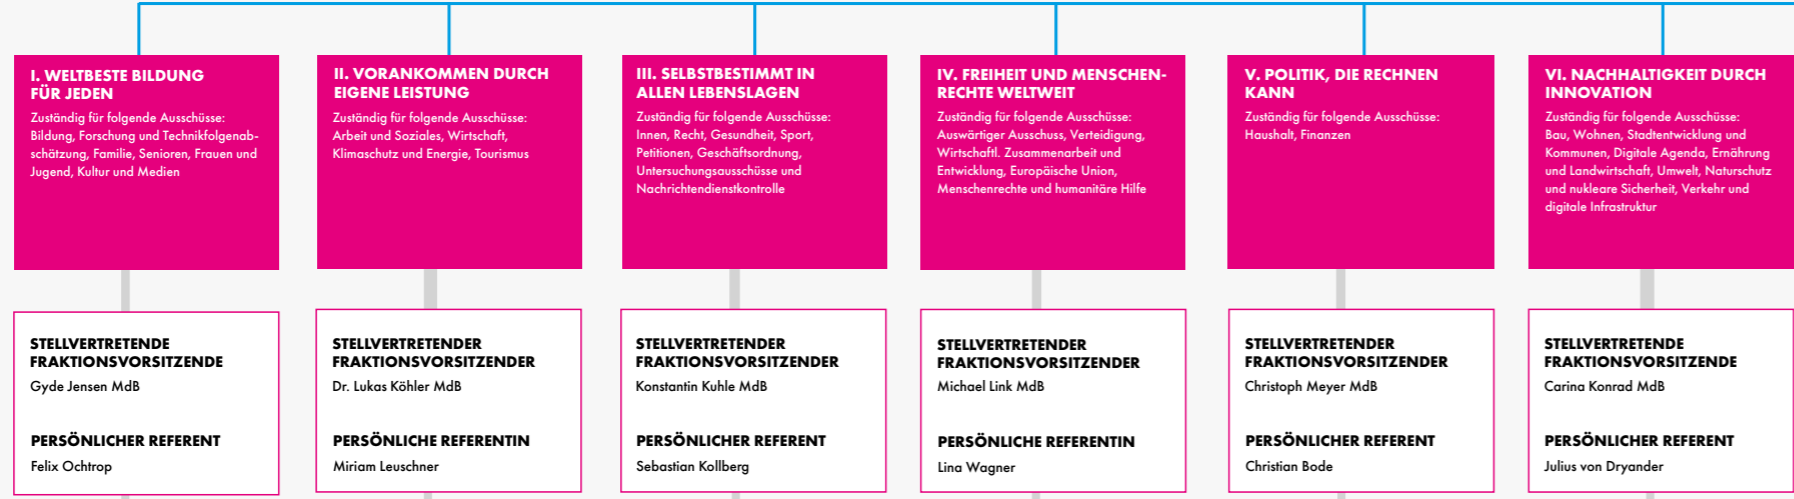 I. WELTBESTE BILDUNG
FÜR JEDEN
Zuständig für folgende Ausschüsse:
Bildung, Forschung und Technikfolgenab-
schätzung, Familie, Senioren, Frauen und
Jugend, Kultur und Medien
II. VORANKOMMEN DURCH
EIGENE LEISTUNG
Zuständig für folgende Ausschüsse:
Arbeit und Soziales, Wirtschaft,
Klimaschutz und Energie, Tourismus
III. SELBSTBESTIMMT IN
ALLEN LEBENSLAGEN
Zuständig für folgende Ausschüsse:
Innen, Recht, Gesundheit, Sport,
Petitionen, Geschäftsordnung,
Untersuchungsausschüsse und
Nachrichtendienstkontrolle
IV. FREIHEIT UND MENSCHEN-
RECHTE WELTWEIT
Zuständig für folgende Ausschüsse:
Auswärtiger Ausschuss, Verteidigung,
Wirtschaftl. Zusammenarbeit und
Entwicklung, Europäische Union,
Menschenrechte und humanitäre Hilfe
V. POLITIK, DIE RECHNEN
KANN
Zuständig für folgende Ausschüsse:
Haushalt, Finanzen
VI. NACHHALTIGKEIT DURCH
INNOVATION
Zuständig für folgende Ausschüsse:
Bau, Wohnen, Stadtentwicklung und
Kommunen, Digitale Agenda, Ernährung
und Landwirtschaft, Umwelt, Naturschutz
und nukleare Sicherheit, Verkehr und
digitale Infrastruktur
STELLVERTRETENDE
FRAKTIONSVORSITZENDE
Gyde Jensen MdB
PERSÖNLICHER REFERENT
Felix Ochtrop
STELLVERTRETENDER
FRAKTIONSVORSITZENDER
Dr. Lukas Köhler MdB
PERSÖNLICHE REFERENTIN
Miriam Leuschner
STELLVERTRETENDER
FRAKTIONSVORSITZENDER
Konstantin Kuhle MdB
PERSÖNLICHER REFERENT
Sebastian Kollberg
STELLVERTRETENDER
FRAKTIONSVORSITZENDER
Michael Link MdB
PERSÖNLICHE REFERENTIN
Lina Wagner
STELLVERTRETENDER
FRAKTIONSVORSITZENDER
Christoph Meyer MdB
PERSÖNLICHER REFERENT
Christian Bode
STELLVERTRETENDE
FRAKTIONSVORSITZENDE
Carina Konrad MdB
PERSÖNLICHER REFERENT
Julius von Dryander